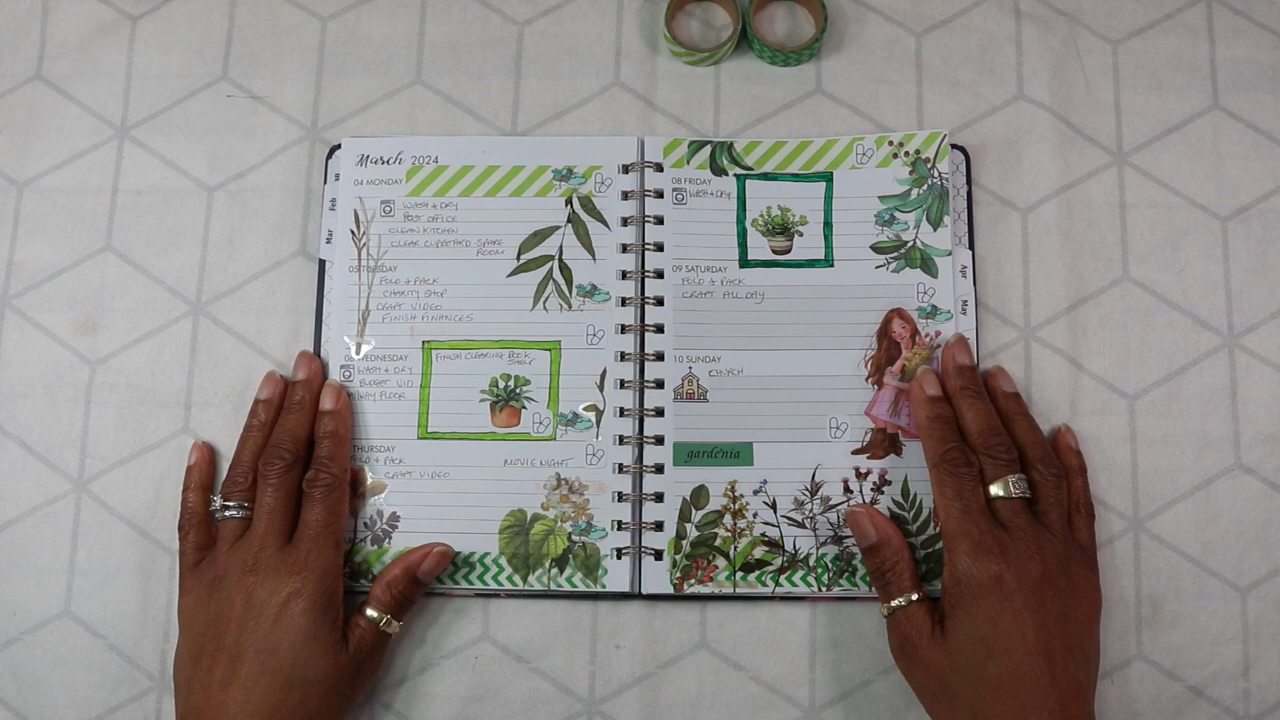 March 2024
04 MONDAY
WASH & DRY
POST OFFICE
CLEAN KITCHEN
CLEAR CUPBOARD SPARE
ROOM
05 TUESDAY
FOLD & PACK
CHARITY SHOP
CRAFT VIDEO
FINISH FINANCES
WEDNESDAY
WASH & DRY
BUDGET VID
FLOOR
FINISH CLEARING BOOK
SHELF
THURSDAY
FOLD & PACK
MOVIE NIGHT
CRAFT VIDEO
Feb
Mar
08 FRIDAY
WASH & DRY
09 SATURDAY
FOLD & PACK
CRAFT ALL DAY
10 SUNDAY
CHURCH
gardenia
Apr
May